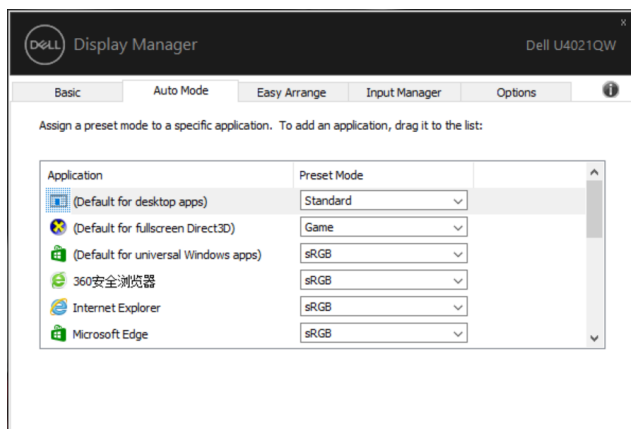 DELL Display Manager Dell U4021QW
x
Basic Auto Mode Easy Arrange Input Manager Options i
Assign a preset mode to a specific application. To add an application, drag it to the list:
Application Preset Mode
(Default for desktop apps) Standard
(Default for fullscreen Direct3D) Game
(Default for universal Windows apps) sRGB
360安全浏览器 sRGB
Internet Explorer sRGB
Microsoft Edge sRGB